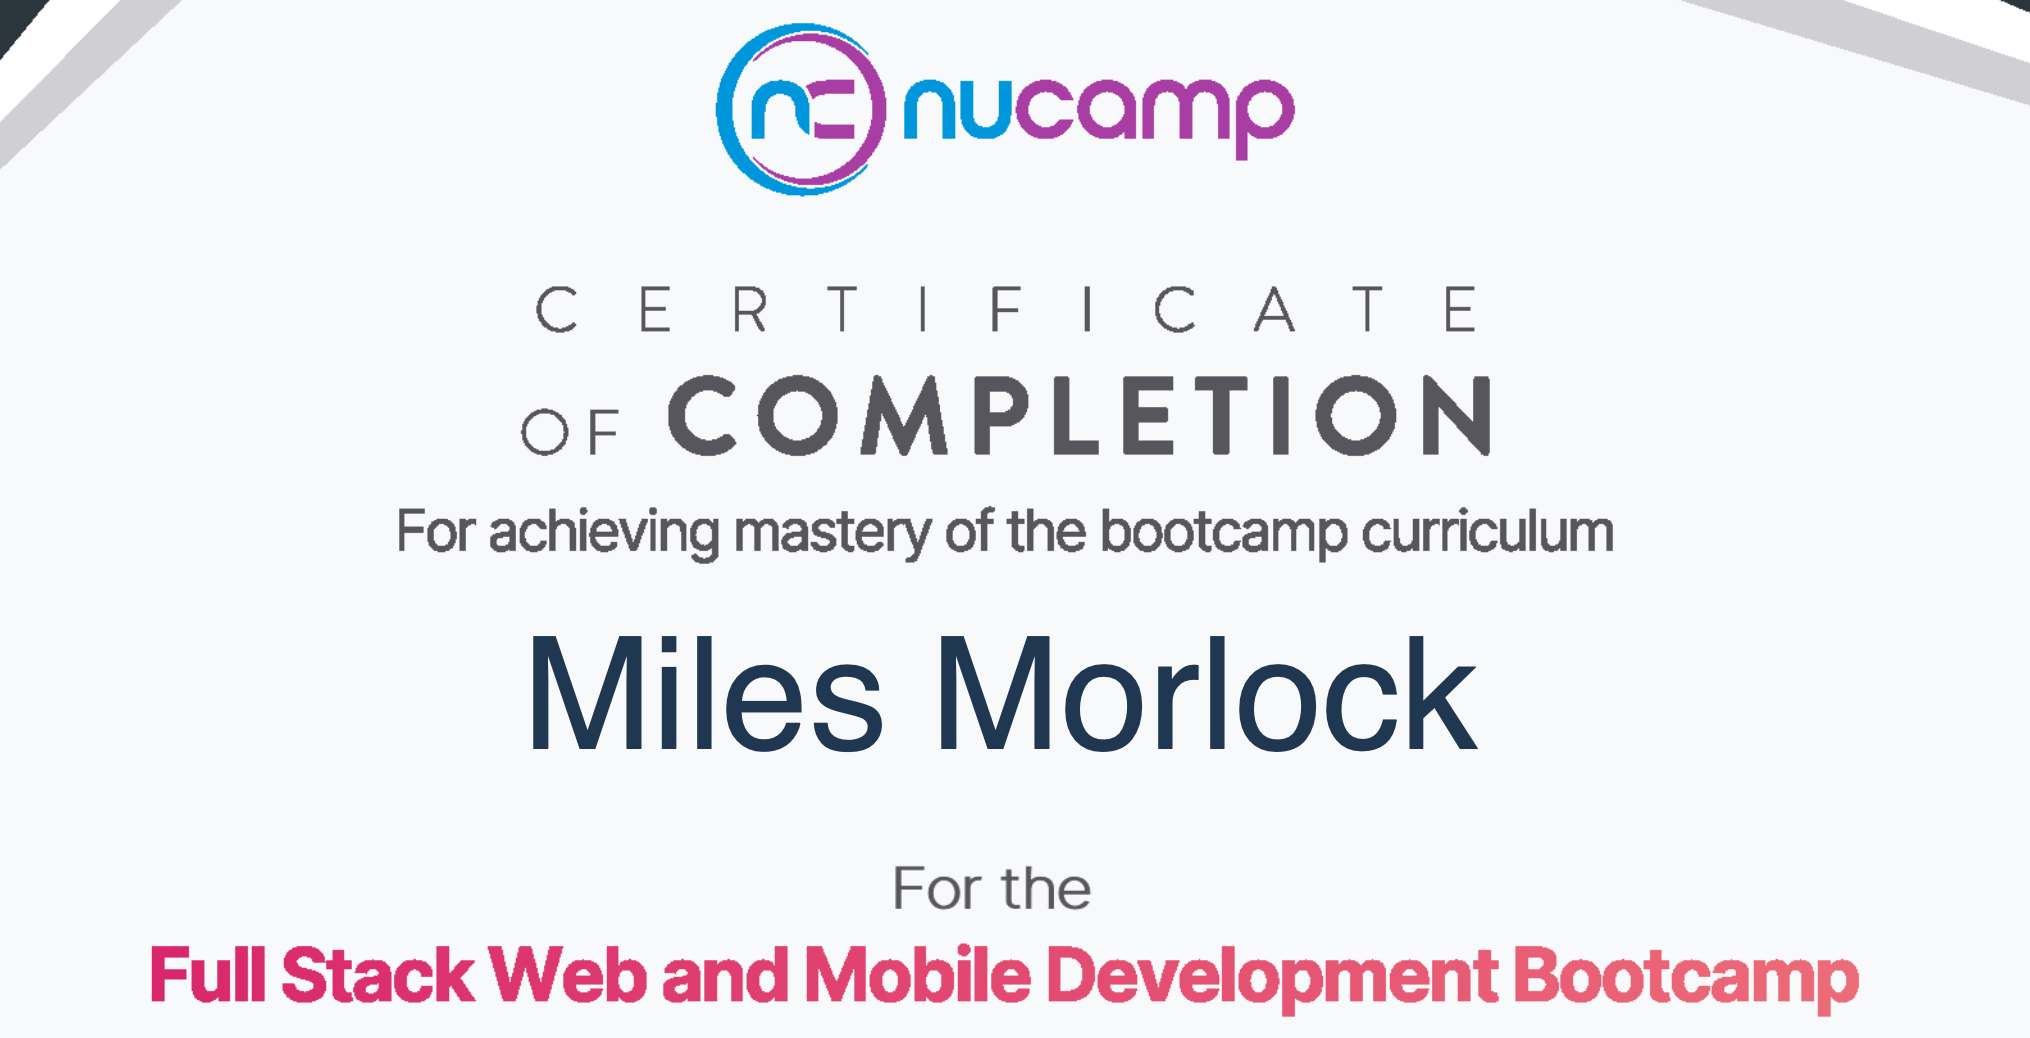 nc nucamp
CERTIFICATE
OF COMPLETION
For achieving mastery of the bootcamp curriculum
Miles Morlock
For the
Full Stack Web and Mobile Development Bootcamp